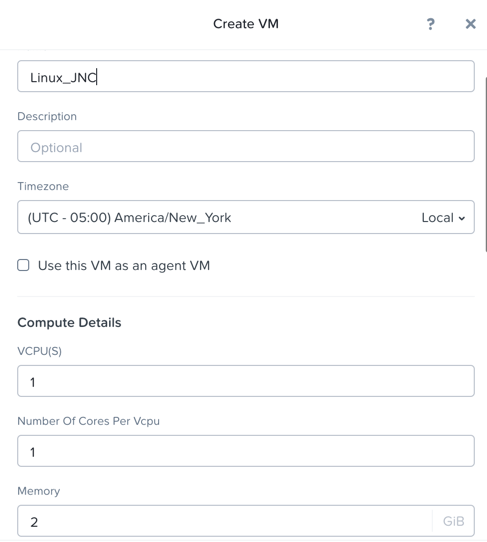 Create VM
?
Linux_JNC
Description
Optional
Timezone
(UTC - 05:00) America/New_York Local
Use this VM as an agent VM
Compute Details
VCPU(S)
1
Number Of Cores Per Vcpu
1
Memory
2 GiB